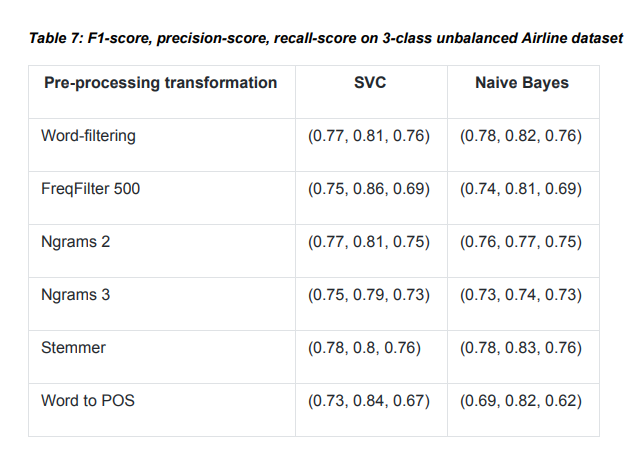 Table 7: F1-score, precision-score, recall-score on 3-class unbalanced Airline dataset
Pre-processing transformation SVC Naive Bayes
Word-filtering (0.77, 0.81, 0.76) (0.78, 0.82, 0.76)
FreqFilter 500 (0.75, 0.86, 0.69) (0.74, 0.81, 0.69)
Ngrams 2 (0.77, 0.81, 0.75) (0.76, 0.77, 0.75)
Ngrams 3 (0.75, 0.79, 0.73) (0.73, 0.74, 0.73)
Stemmer (0.78, 0.8, 0.76) (0.78, 0.83, 0.76)
Word to POS (0.73, 0.84, 0.67) (0.69, 0.82, 0.62)